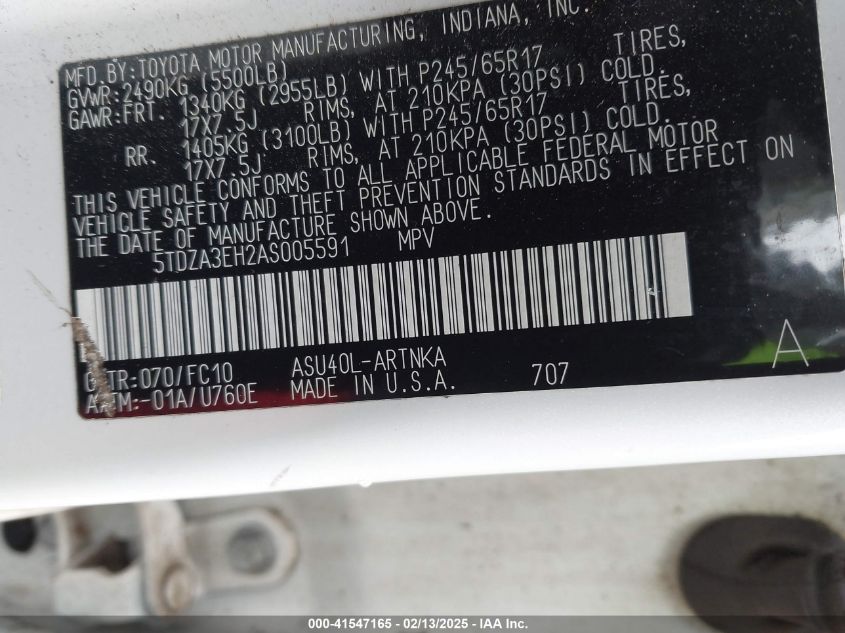 MFD. BY: TOYOTA MOTOR MANUFACTURING, INDIANA, INC.
GVWR: 2490KG (5500LB)
GAWR: FRT. 1340KG (2955LB) WITH P245/65R17 TIRES,
17X7.5J RIMS, AT 210KPA (30PSI) COLD.
RR. 1405KG (3100LB) WITH P245/65R17 TIRES,
17X7.5J RIMS, AT 210KPA (30PSI) COLD.
THIS VEHICLE CONFORMS TO ALL APPLICABLE FEDERAL MOTOR
VEHICLE SAFETY AND THEFT PREVENTION STANDARDS IN EFFECT ON
THE DATE OF MANUFACTURE SHOWN ABOVE.
5TDZA3EH2AS005591 MPV
TR: 070/FC10 ASU40L-ARTNKA A
-01A/U760E MADE IN U.S.A. 707
000-41547165 - 02/13/2025 - IAA Inc.